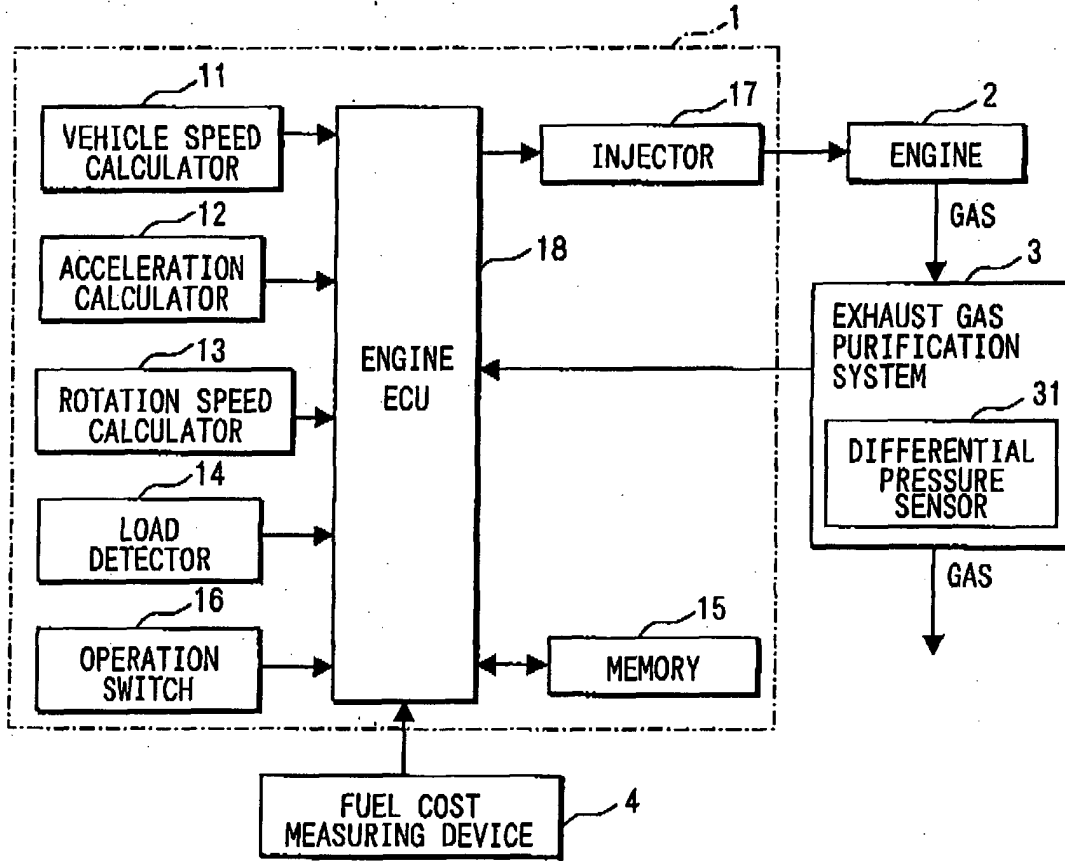 1
11
VEHICLE SPEED
CALCULATOR
12
ACCELERATION
CALCULATOR
13
ROTATION SPEED
CALCULATOR
14
LOAD
DETECTOR
16
OPERATION
SWITCH
ENGINE
ECU
18
17
INJECTOR
15
MEMORY
2
ENGINE
GAS
3
EXHAUST GAS
PURIFICATION
SYSTEM
31
DIFFERENTIAL
PRESSURE
SENSOR
GAS
FUEL COST
MEASURING DEVICE
4